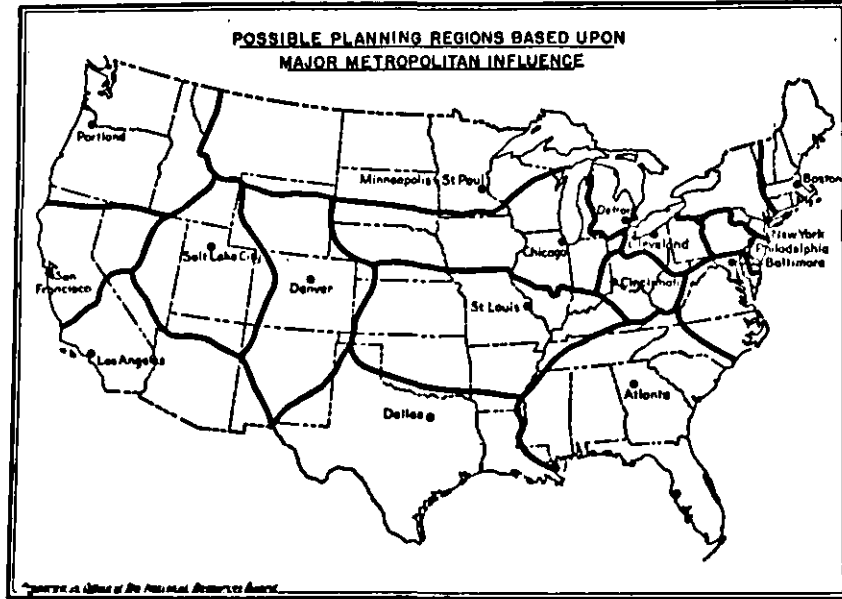 POSSIBLE PLANNING REGIONS BASED UPON
MAJOR METROPOLITAN INFLUENCE
Portland
Minneapolis St Paul
Boston
Detroit
New York
Cleveland
Philadelphia
Chicago
Baltimore
Salt Lake City
San
Francisco
Denver
Cincinnati
St Louis
Los Angeles
Atlanta
Dallas